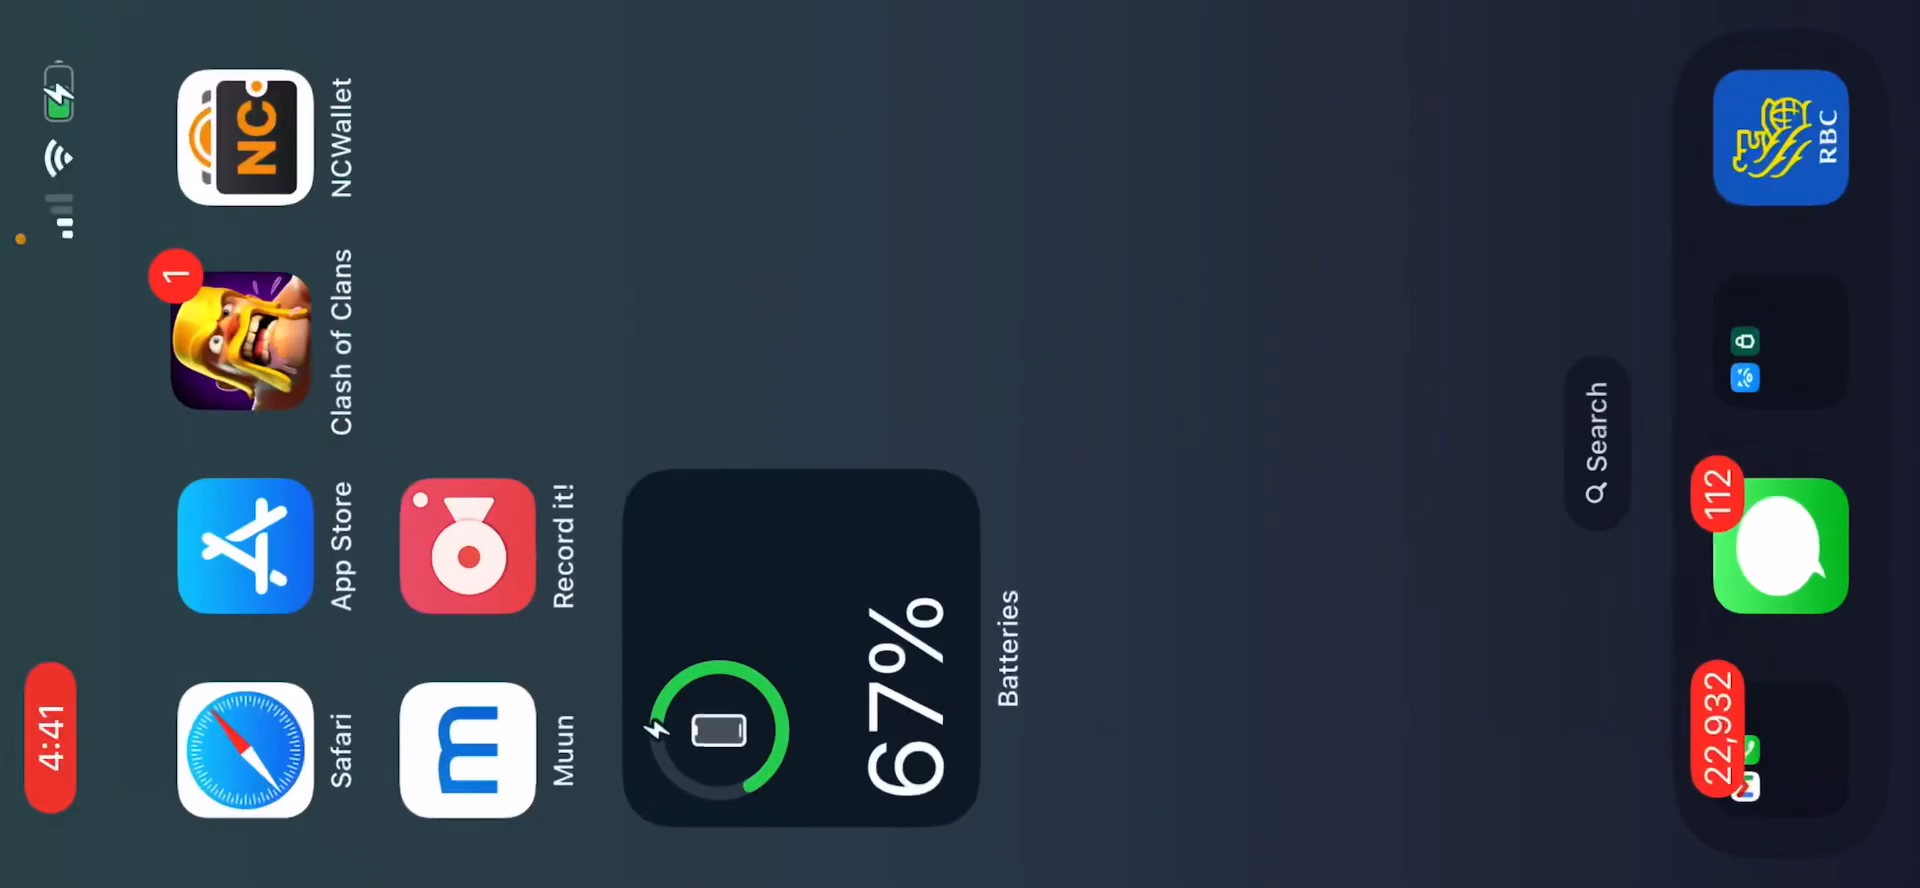 4:41
NC
1
Safari
App Store
Clash of Clans
NCWallet
m
Muun
Record it!
67%
Batteries
Search
22,932
112
RBC